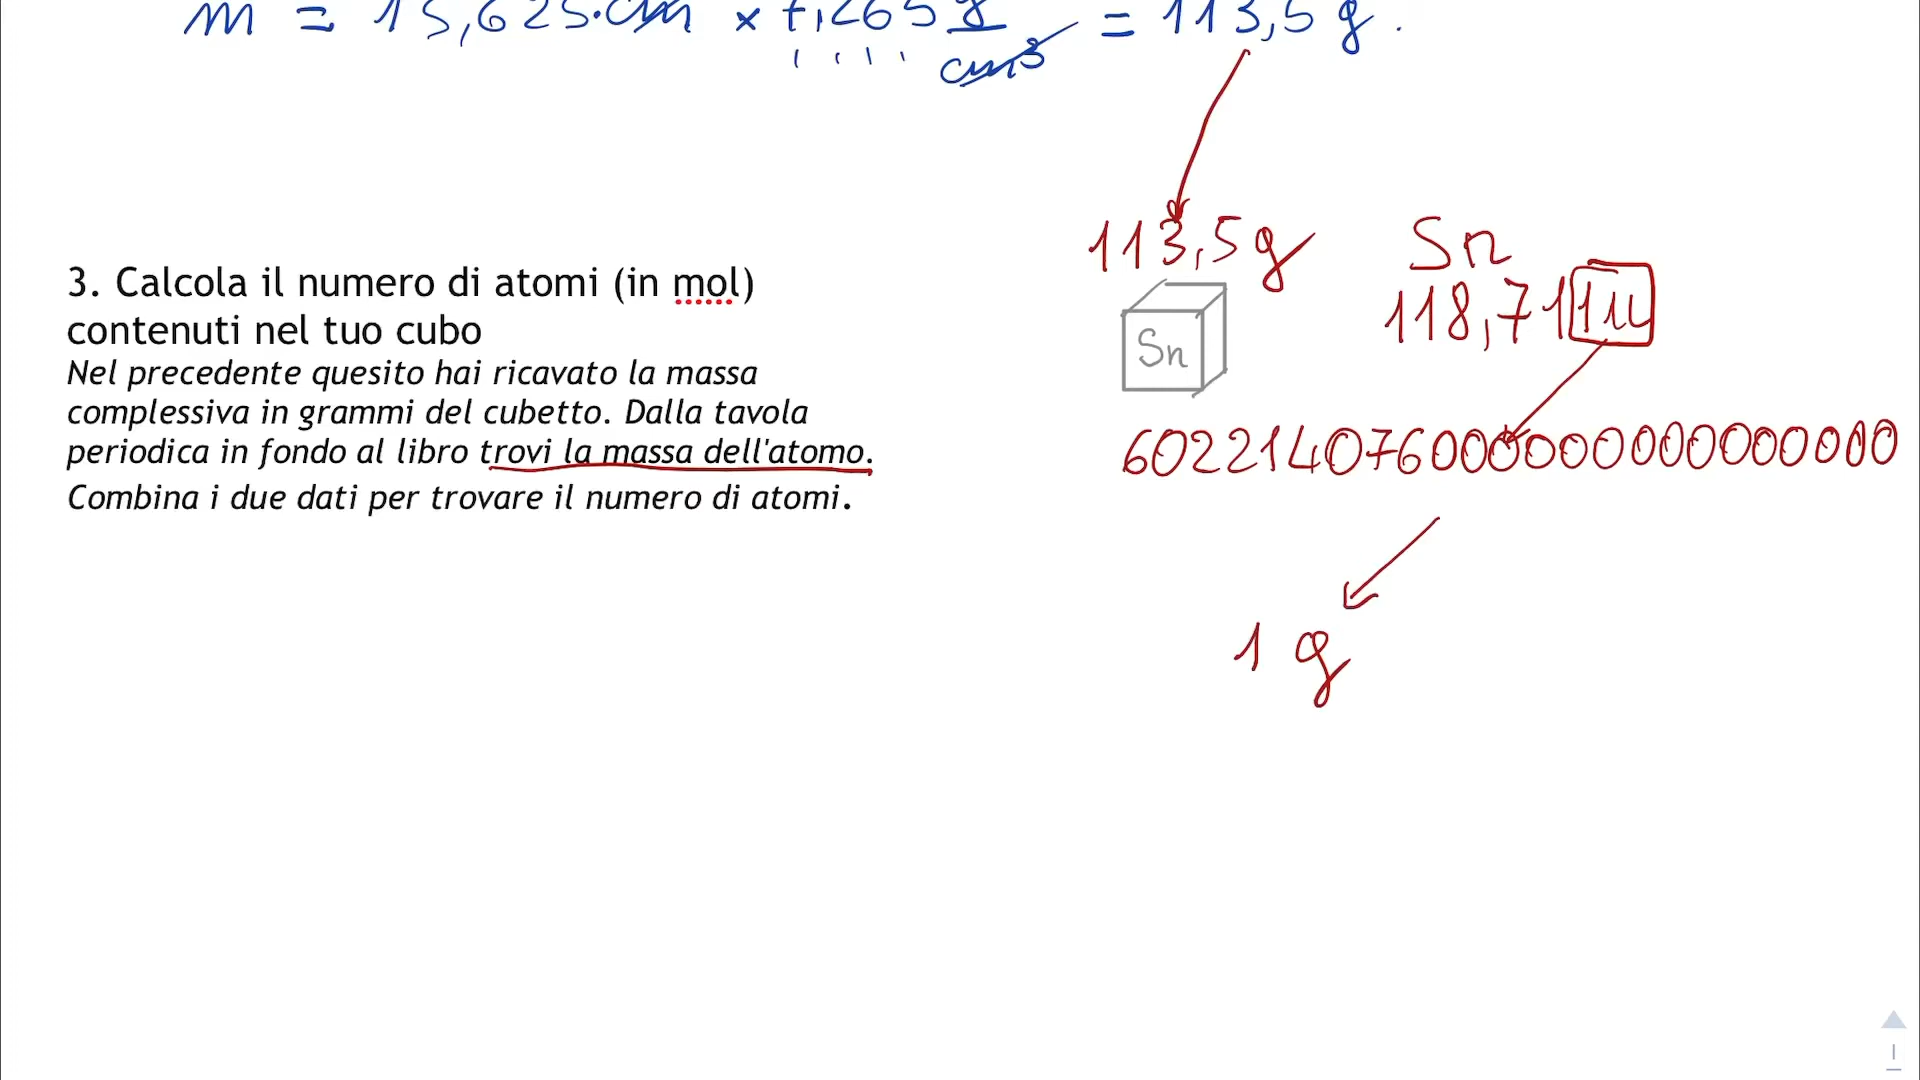 m = 15,625·cm × 7,265 g/cm³ = 113,5 g.
113,5 g
Sn
118,71 1u
Sn
3. Calcola il numero di atomi (in mol)
contenuti nel tuo cubo
Nel precedente quesito hai ricavato la massa
complessiva in grammi del cubetto. Dalla tavola
periodica in fondo al libro trovi la massa dell'atomo.
Combina i due dati per trovare il numero di atomi.
602214076000000000000000
1 g